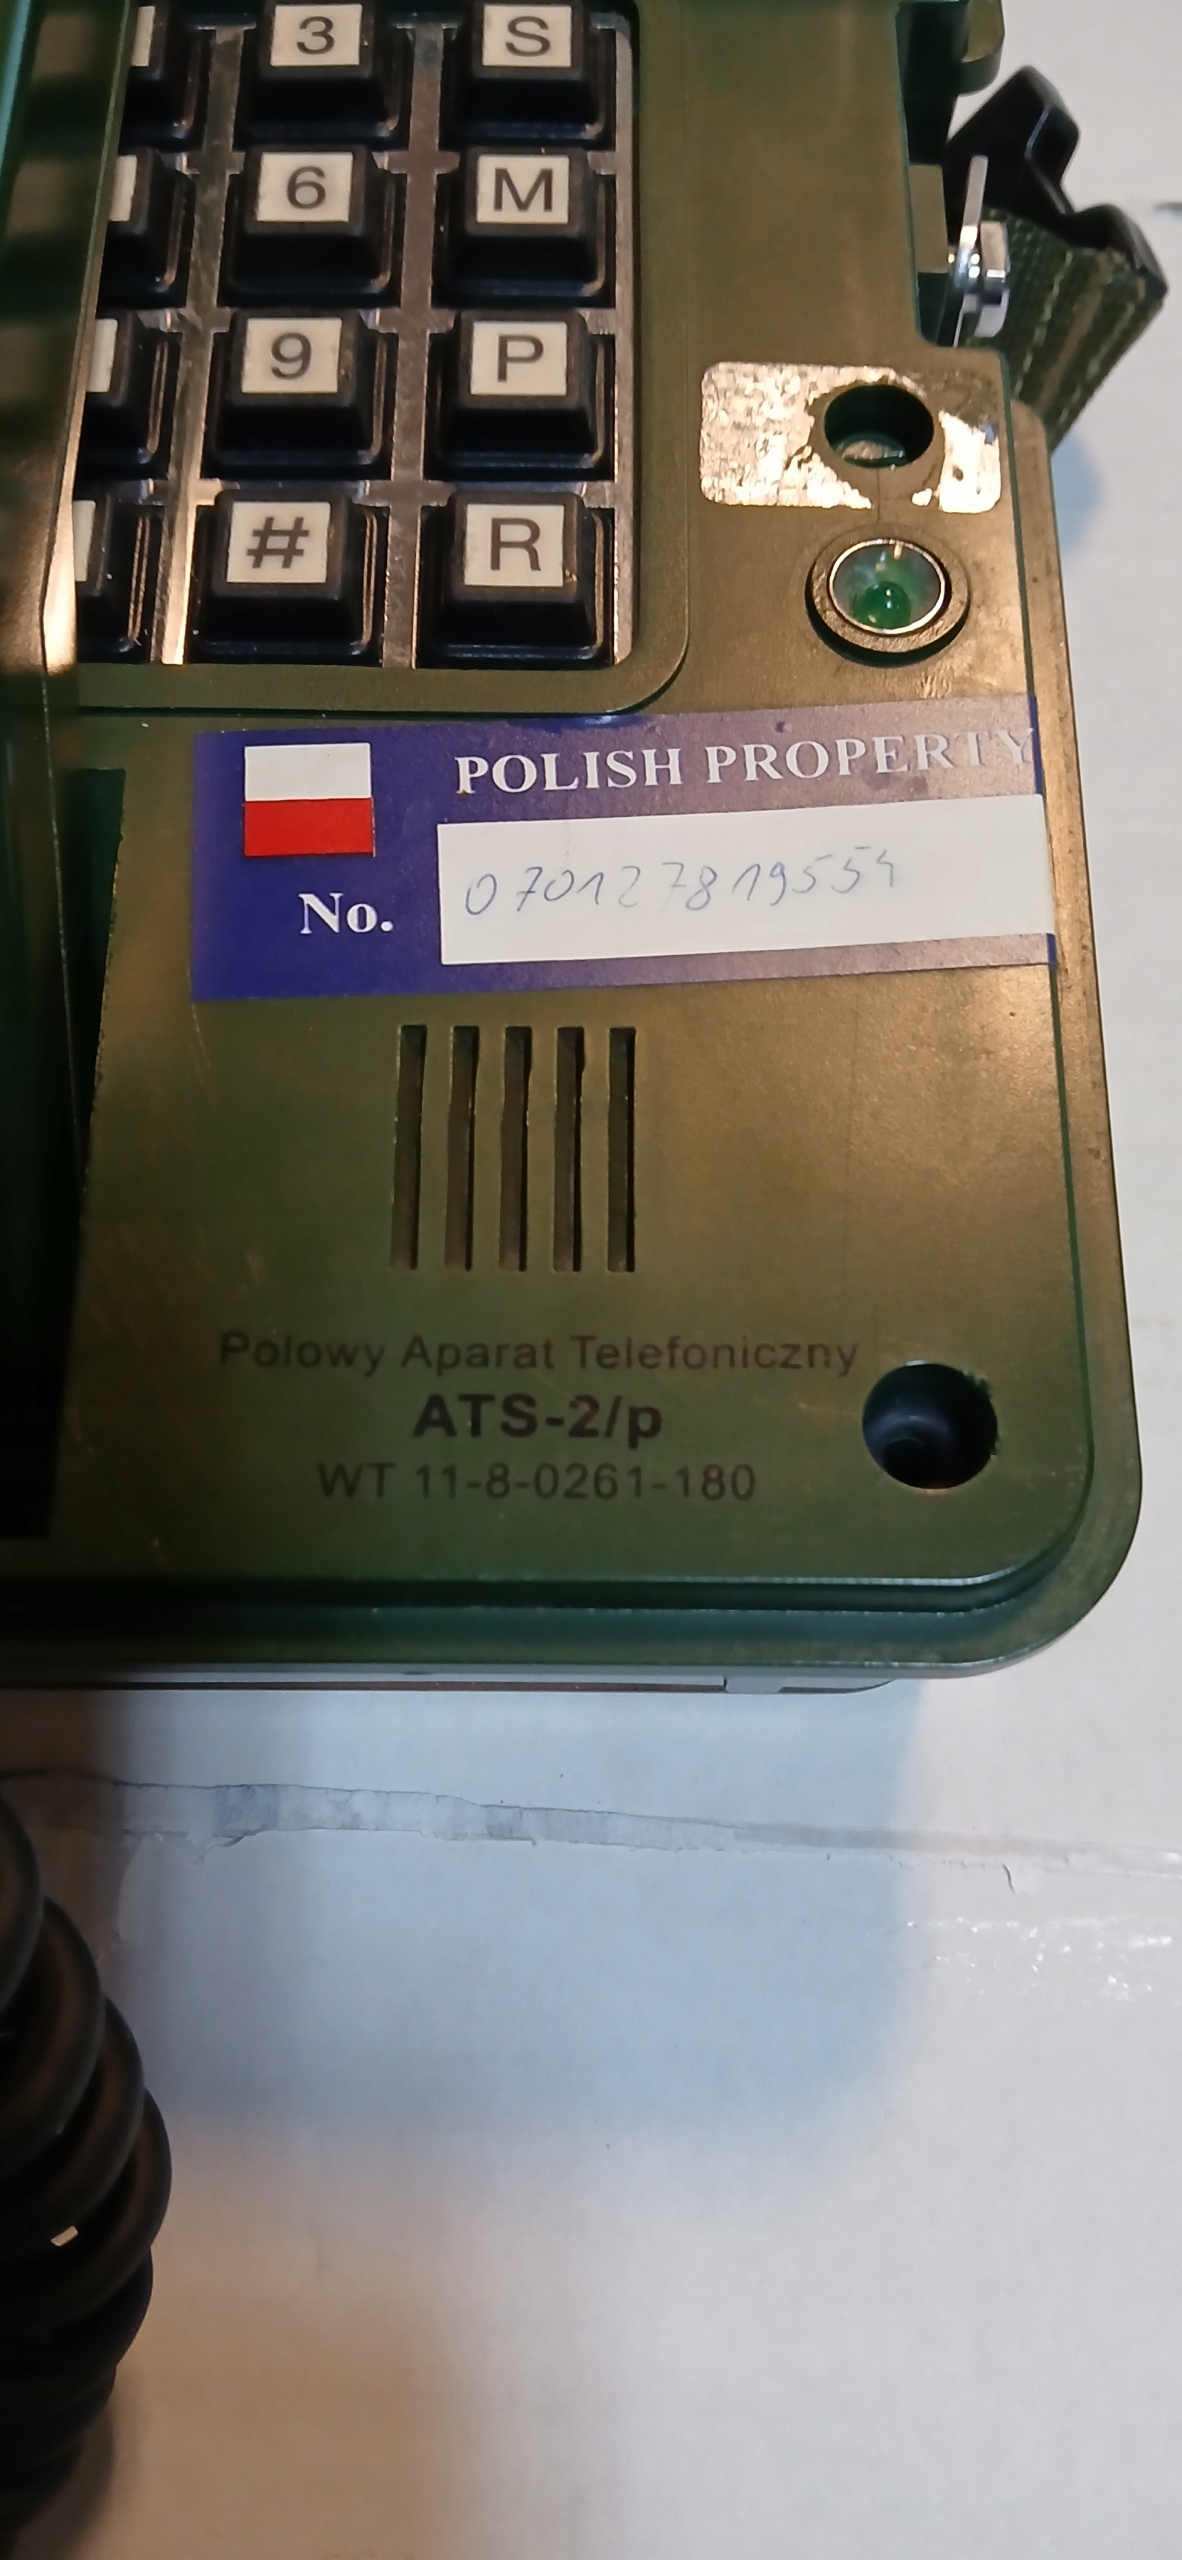 3 S
6 M
9 P
# R
POLISH PROPERTY
No. 070127819554
Polowy Aparat Telefoniczny
ATS-2/p
WT 11-8-0261-180